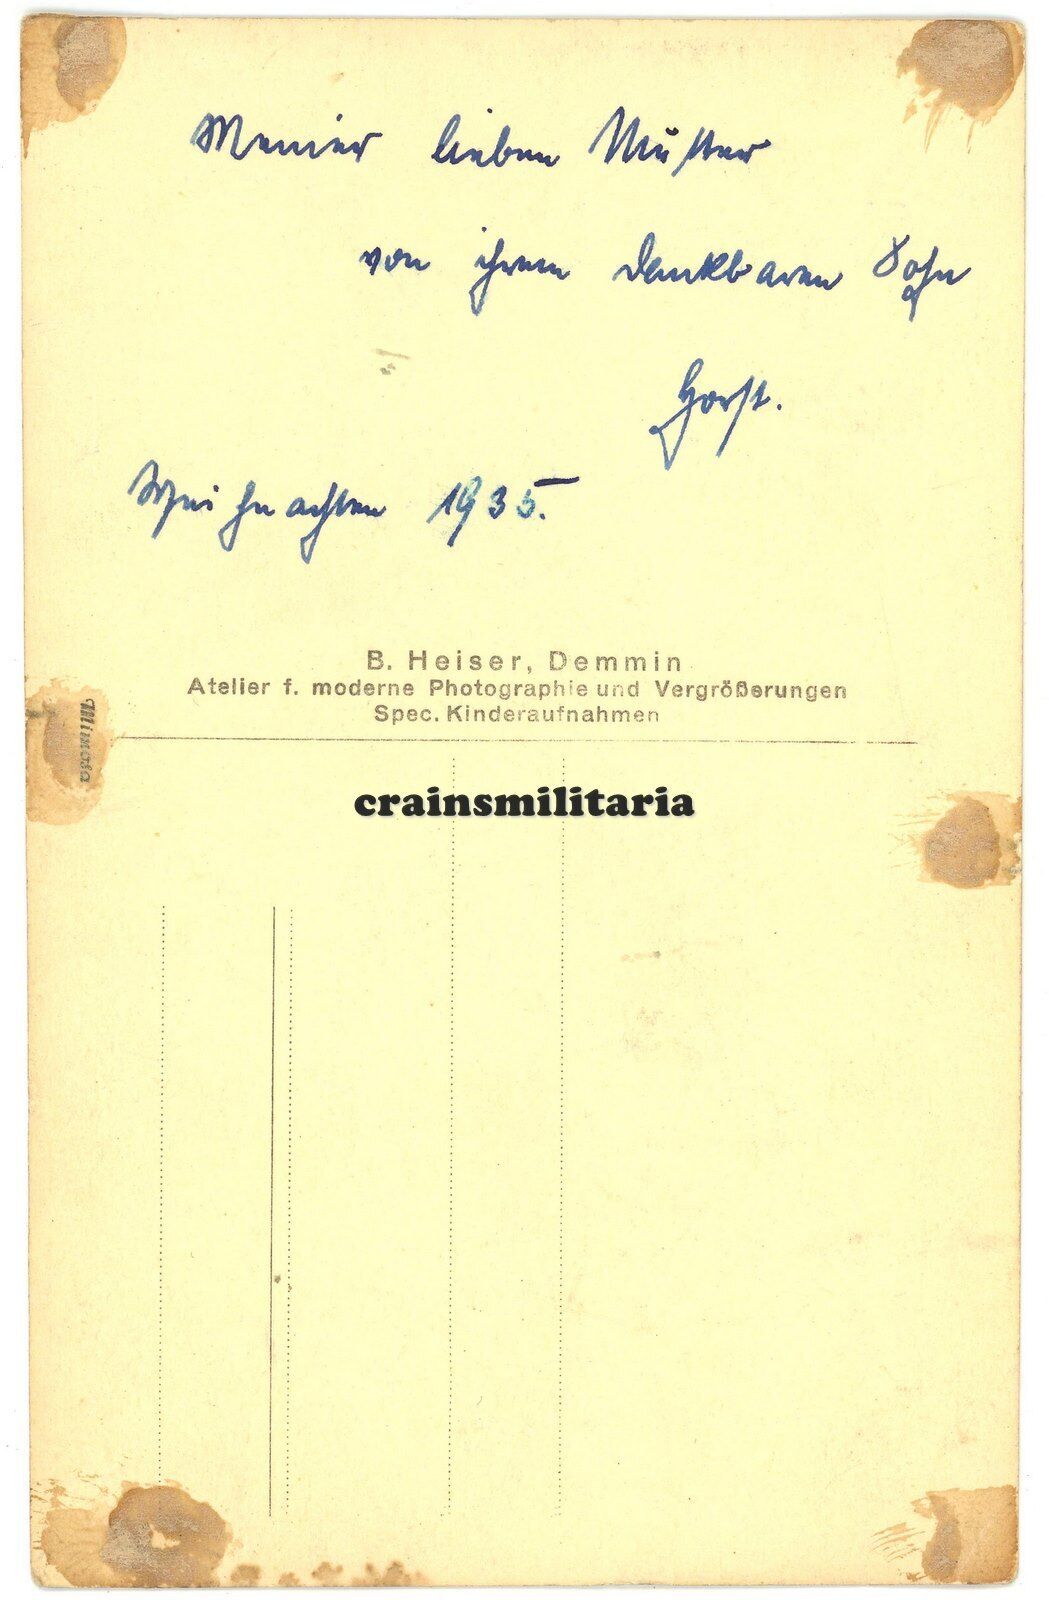 Meiner lieben Mutter
von ihrem dankbaren Sohn
Horst.
Weihnachten 1935.
B. Heiser, Demmin
Atelier f. moderne Photographie und Vergrößerungen
Spec. Kinderaufnahmen
Mimosa
crainsmilitaria